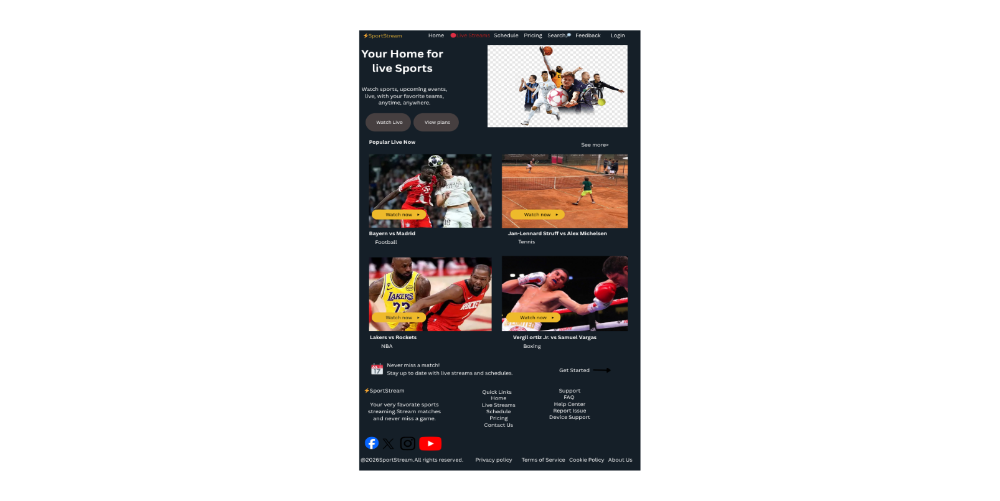 ⚡SportStream
Home
Live Streams
Schedule
Pricing
Search🔎
Feedback
Login
Your Home for
live Sports
Watch sports, upcoming events,
live, with your favorite teams,
anytime, anywhere.
Watch Live
View plans
Popular Live Now
See more>
Watch now ▸
Watch now ▸
Bayern vs Madrid
Football
Jan-Lennard Struff vs Alex Michelsen
Tennis
LAKERS
23
Watch now ▸
Watch now ▸
Lakers vs Rockets
NBA
Vergil ortiz Jr. vs Samuel Vargas
Boxing
17
Never miss a match!
Stay up to date with live streams and schedules.
Get Started
⚡SportStream
Your very favorate sports
streaming.Stream matches
and never miss a game.
Quick Links
Home
Live Streams
Schedule
Pricing
Contact Us
Support
FAQ
Help Center
Report Issue
Device Support
@2026SportStream.All rights reserved.
Privacy policy
Terms of Service
Cookie Policy
About Us